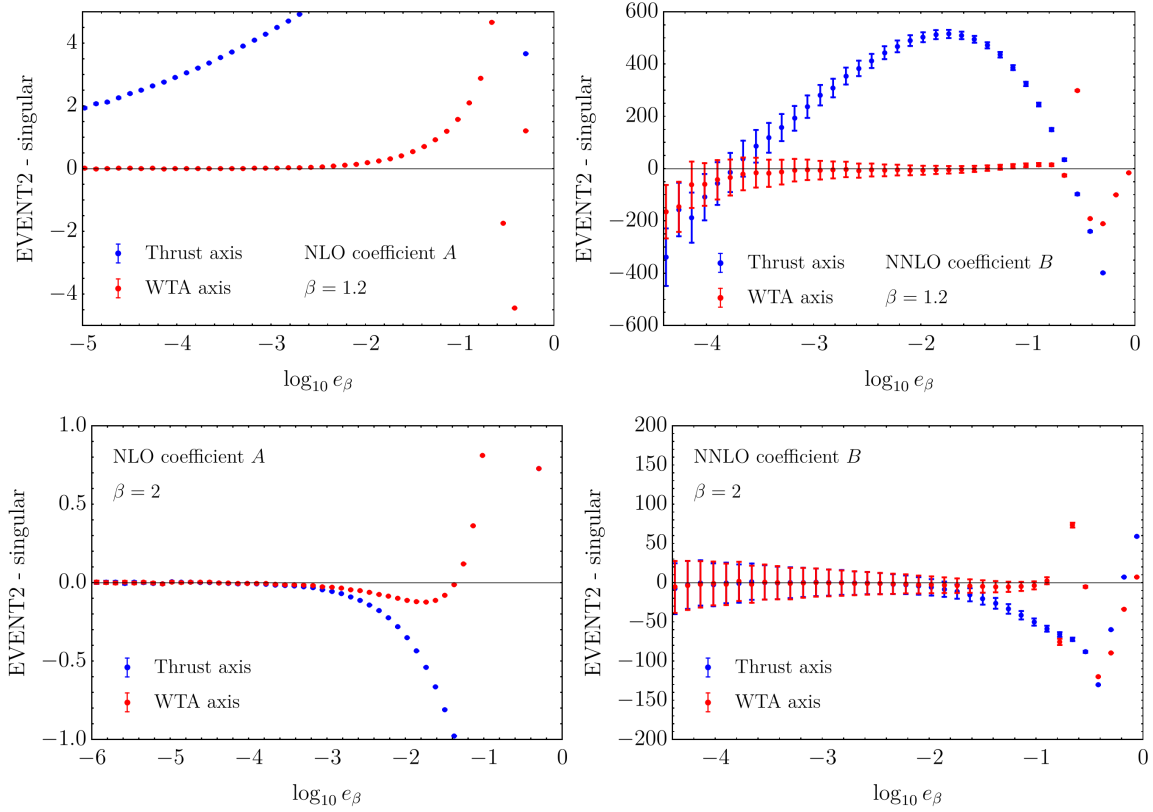 EVENT2 - singular
4
2
0
−2
−4
Thrust axis
NLO coefficient A
WTA axis
β = 1.2
−5
−4
−3
−2
−1
0
log₁₀ e_β
EVENT2 - singular
600
400
200
0
−200
−400
−600
Thrust axis
NNLO coefficient B
WTA axis
β = 1.2
−4
−3
−2
−1
0
log₁₀ e_β
EVENT2 - singular
1.0
0.5
0.0
−0.5
−1.0
NLO coefficient A
β = 2
Thrust axis
WTA axis
−6
−5
−4
−3
−2
−1
0
log₁₀ e_β
EVENT2 - singular
200
150
100
50
0
−50
−100
−150
−200
NNLO coefficient B
β = 2
Thrust axis
WTA axis
−4
−3
−2
−1
0
log₁₀ e_β